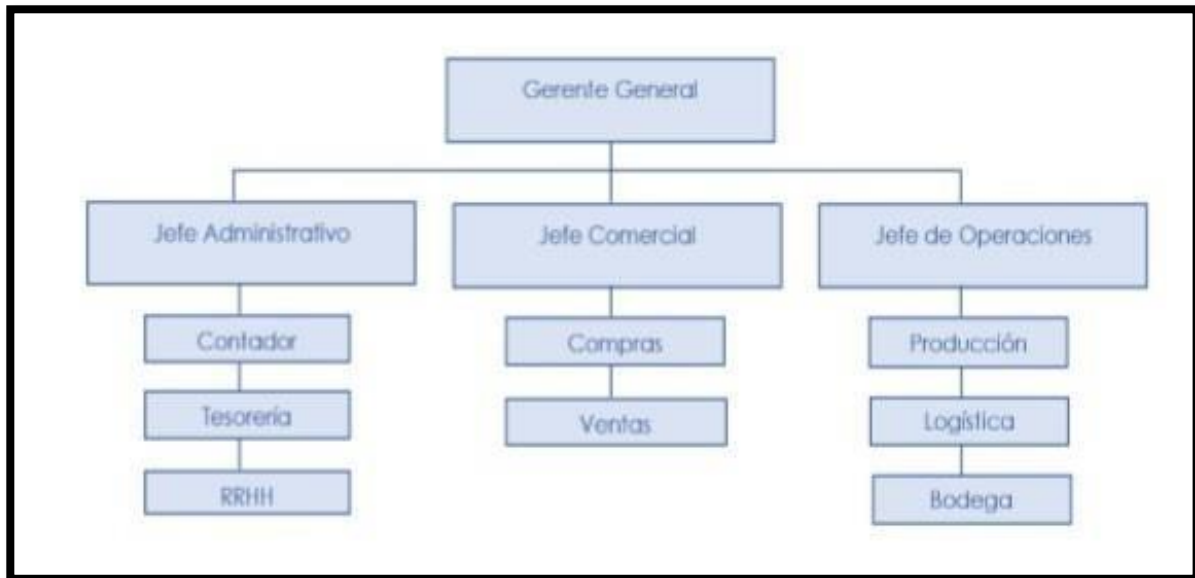 Gerente General
Jefe Administrativo
Jefe Comercial
Jefe de Operaciones
Contador
Compras
Producción
Tesorería
Ventas
Logística
RRHH
Bodega